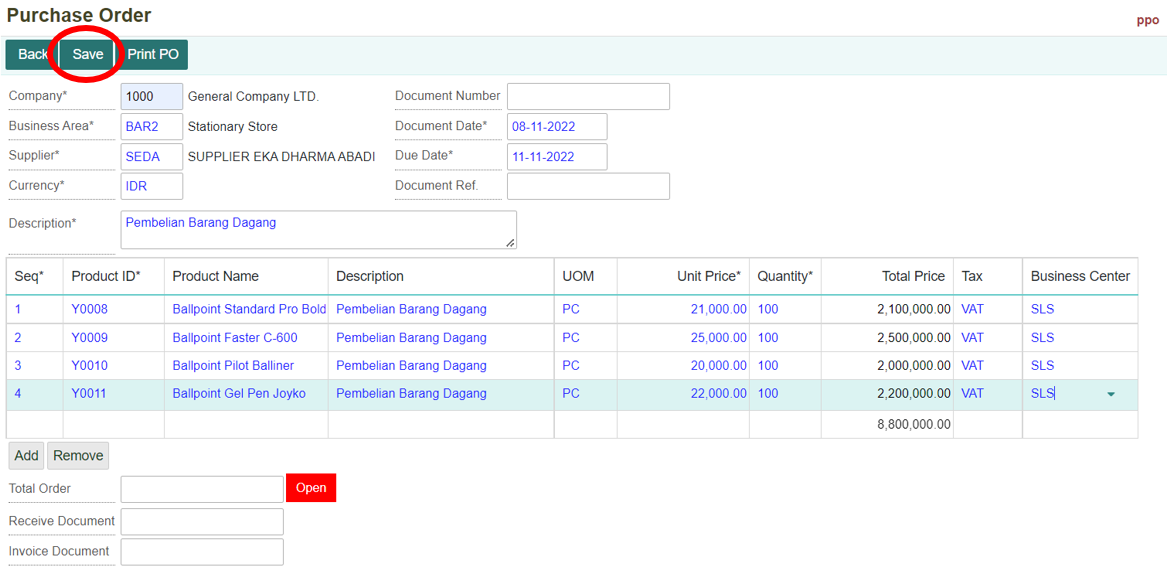 Purchase Order
ppo
Back Save Print PO
Company* 1000 General Company LTD. Document Number
Business Area* BAR2 Stationary Store Document Date* 08-11-2022
Supplier* SEDA SUPPLIER EKA DHARMA ABADI Due Date* 11-11-2022
Currency* IDR Document Ref.
Description* Pembelian Barang Dagang
Seq* Product ID* Product Name Description UOM Unit Price* Quantity* Total Price Tax Business Center
1 Y0008 Ballpoint Standard Pro Bold Pembelian Barang Dagang PC 21,000.00 100 2,100,000.00 VAT SLS
2 Y0009 Ballpoint Faster C-600 Pembelian Barang Dagang PC 25,000.00 100 2,500,000.00 VAT SLS
3 Y0010 Ballpoint Pilot Balliner Pembelian Barang Dagang PC 20,000.00 100 2,000,000.00 VAT SLS
4 Y0011 Ballpoint Gel Pen Joyko Pembelian Barang Dagang PC 22,000.00 100 2,200,000.00 VAT SLS
8,800,000.00
Add Remove
Total Order Open
Receive Document
Invoice Document